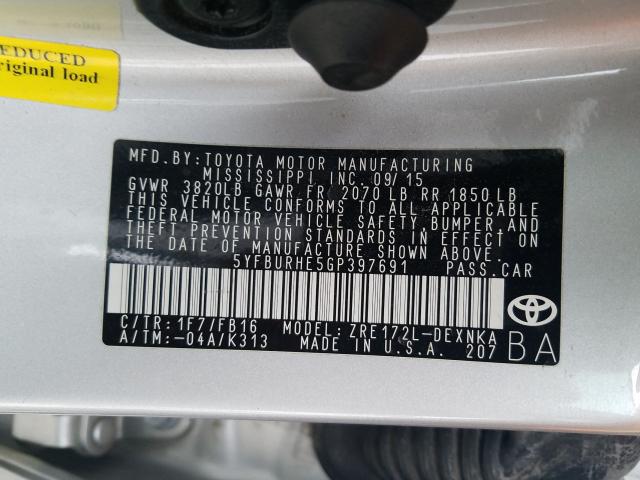 EDUCED
riginal load
MFD. BY: TOYOTA MOTOR MANUFACTURING
MISSISSIPPI INC. 09/15
GVWR 3820LB GAWR FR 2070 LB RR 1850 LB
THIS VEHICLE CONFORMS TO ALL APPLICABLE
FEDERAL MOTOR VEHICLE SAFETY, BUMPER, AND
THEFT PREVENTION STANDARDS IN EFFECT ON
THE DATE OF MANUFACTURE SHOWN ABOVE.
5YFBURHE5GP397691 PASS. CAR
C/TR: 1F7/FB16 MODEL: ZRE172L-DEXNKA
A/TM: -04A/K313 MADE IN U.S.A. 207
BA